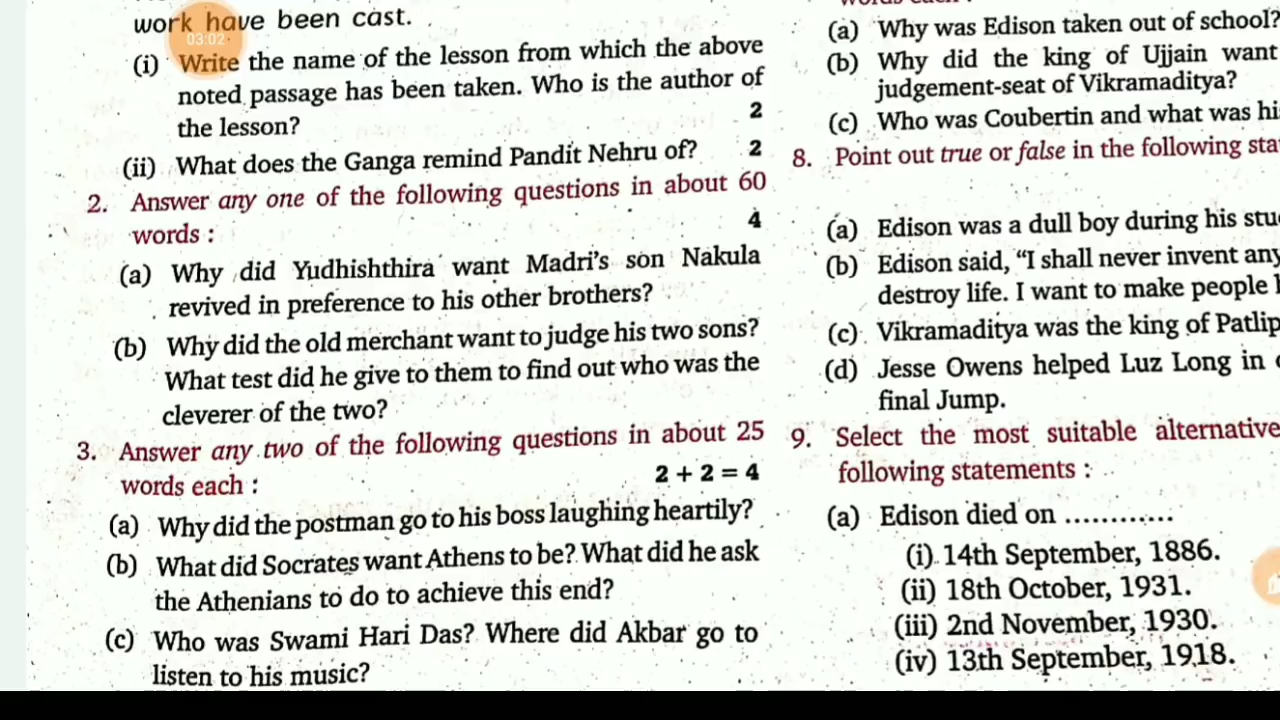 work have been cast.
03:02
(i) Write the name of the lesson from which the above
noted passage has been taken. Who is the author of
the lesson? 2
(ii) What does the Ganga remind Pandit Nehru of? 2
2. Answer any one of the following questions in about 60
words : 4
(a) Why did Yudhishthira want Madri's son Nakula
revived in preference to his other brothers?
(b) Why did the old merchant want to judge his two sons?
What test did he give to them to find out who was the
cleverer of the two?
3. Answer any two of the following questions in about 25
words each : 2 + 2 = 4
(a) Why did the postman go to his boss laughing heartily?
(b) What did Socrates want Athens to be? What did he ask
the Athenians to do to achieve this end?
(c) Who was Swami Hari Das? Where did Akbar go to
listen to his music?
(a) Why was Edison taken out of school?
(b) Why did the king of Ujjain want
judgement-seat of Vikramaditya?
(c) Who was Coubertin and what was hi
8. Point out true or false in the following sta
(a) Edison was a dull boy during his stu
(b) Edison said, "I shall never invent any
destroy life. I want to make people
(c) Vikramaditya was the king of Patlip
(d) Jesse Owens helped Luz Long in
final Jump.
9. Select the most suitable alternative
following statements :
(a) Edison died on ............
(i) 14th September, 1886.
(ii) 18th October, 1931.
(iii) 2nd November, 1930.
(iv) 13th September, 1918.